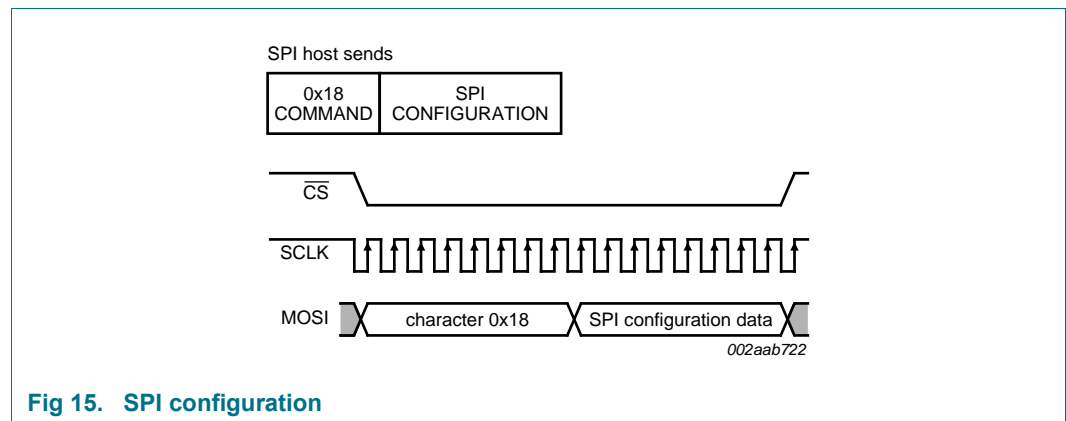 SPI host sends
0x18 COMMAND
SPI CONFIGURATION
CS
SCLK
MOSI
character 0x18
SPI configuration data
002aab722
Fig 15. SPI configuration